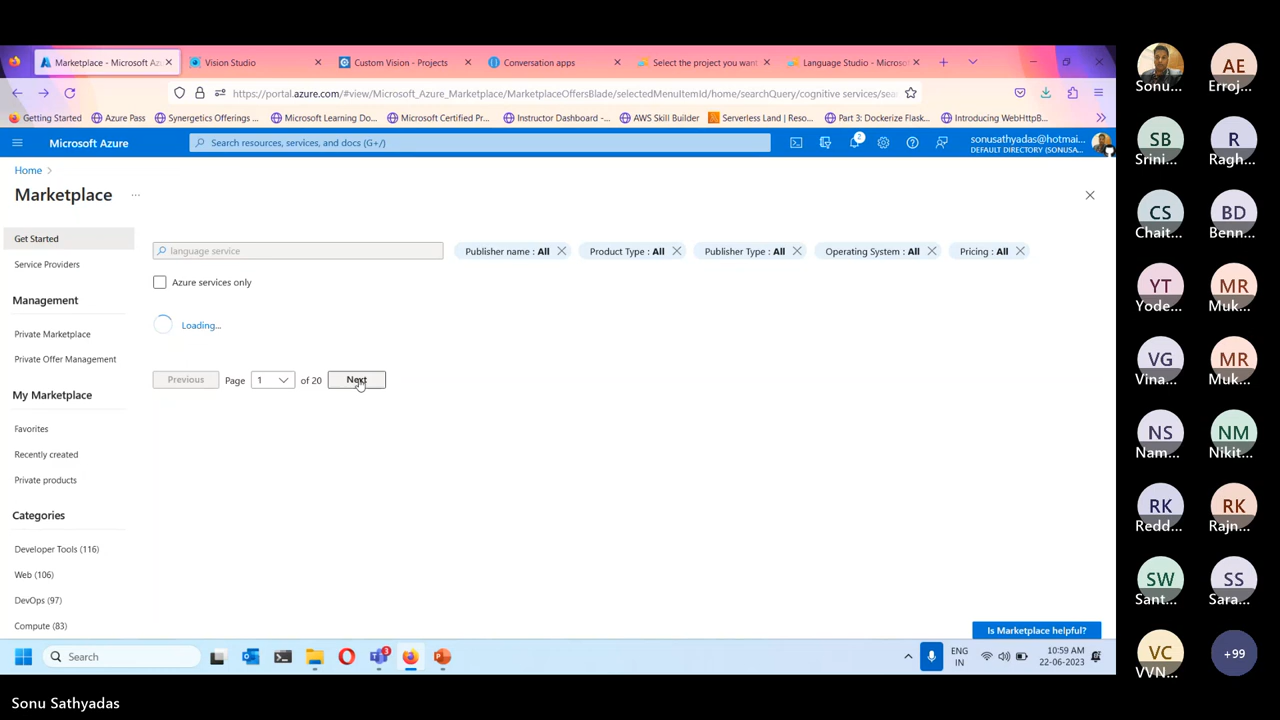 Marketplace - Microsoft Az
Vision Studio
Custom Vision - Projects
Conversation apps
Select the project you want
Language Studio - Microso
https://portal.azure.com/#view/Microsoft_Azure_Marketplace/MarketplaceOffersBlade/selectedMenuItemId/home/searchQuery/cognitive services/sea
Getting Started
Azure Pass
Synergetics Offerings ...
Microsoft Learning Do...
Microsoft Certified Pr...
Instructor Dashboard -...
AWS Skill Builder
Serverless Land | Reso...
Part 3: Dockerize Flask...
Introducing WebHttpB...
Microsoft Azure
Search resources, services, and docs (G+/)
2
sonusathyadas@hotmai...
DEFAULT DIRECTORY (SONUSA...
Home >
Marketplace ...
Get Started
Service Providers
Management
Private Marketplace
Private Offer Management
My Marketplace
Favorites
Recently created
Private products
Categories
Developer Tools (116)
Web (106)
DevOps (97)
Compute (83)
language service
Publisher name : All
Product Type : All
Publisher Type : All
Operating System : All
Pricing : All
Azure services only
Loading...
Previous
Page
1
of 20
Next
Is Marketplace helpful?
Search
3
ENG
IN
10:59 AM
22-06-2023
Sonu Sathyadas
Sonu...
AE
Erroj...
SB
Srini...
R
Ragh...
CS
Chait...
BD
Benn...
YT
Yode...
MR
Muk...
VG
Vina...
MR
Muk...
NS
Nam...
NM
Nikit...
RK
Redd...
RK
Rajn...
SW
Sant...
SS
Sara...
VC
VVN...
+99